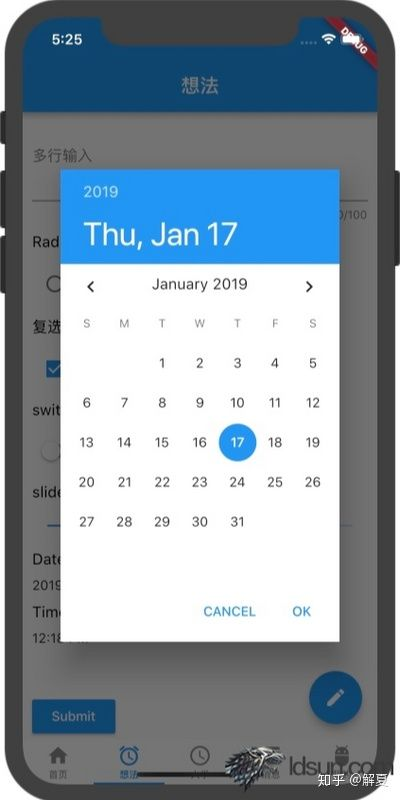 5:25
DEBUG
想法
多行输入
0/100
2019
Thu, Jan 17
Rad
January 2019
S M T W T F S
复选
1 2 3 4 5
6 7 8 9 10 11 12
swit
13 14 15 16 17 18 19
slide
20 21 22 23 24 25 26
27 28 29 30 31
Date
2019
CANCEL OK
Time
12:18
Submit
首页
想法
ldsun.com
知乎 @解夏